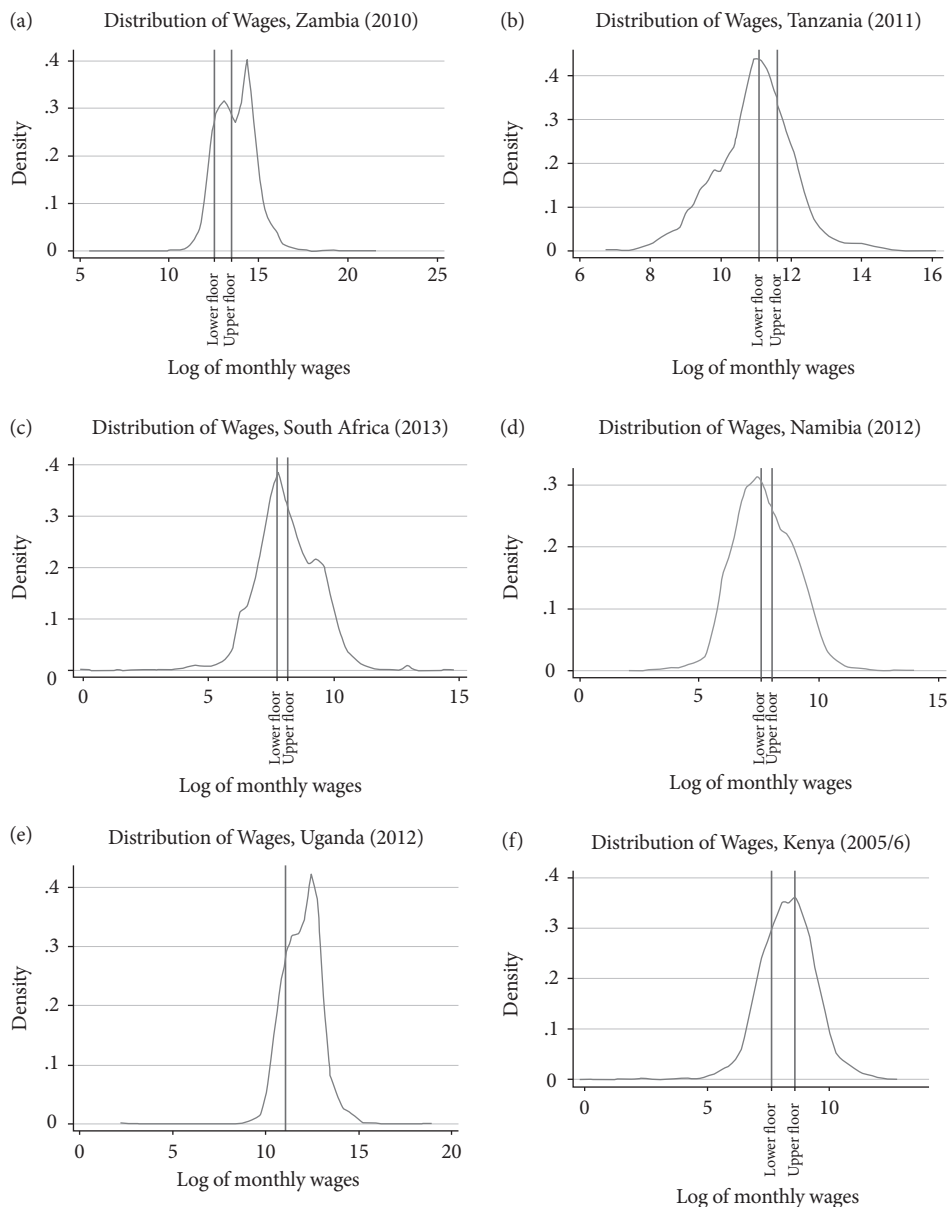 (a) Distribution of Wages, Zambia (2010)
.4
.3
.2
.1
0
Density
5 10 15 20 25
Lower floor
Upper floor
Log of monthly wages
(b) Distribution of Wages, Tanzania (2011)
.4
.3
.2
.1
0
Density
6 8 10 12 14 16
Lower floor
Upper floor
Log of monthly wages
(c) Distribution of Wages, South Africa (2013)
.4
.3
.2
.1
0
Density
0 5 10 15
Lower floor
Upper floor
Log of monthly wages
(d) Distribution of Wages, Namibia (2012)
.3
.2
.1
0
Density
0 5 10 15
Lower floor
Upper floor
Log of monthly wages
(e) Distribution of Wages, Uganda (2012)
.4
.3
.2
.1
0
Density
0 5 10 15 20
Log of monthly wages
(f) Distribution of Wages, Kenya (2005/6)
.4
.3
.2
.1
0
Density
0 5 10
Lower floor
Upper floor
Log of monthly wages